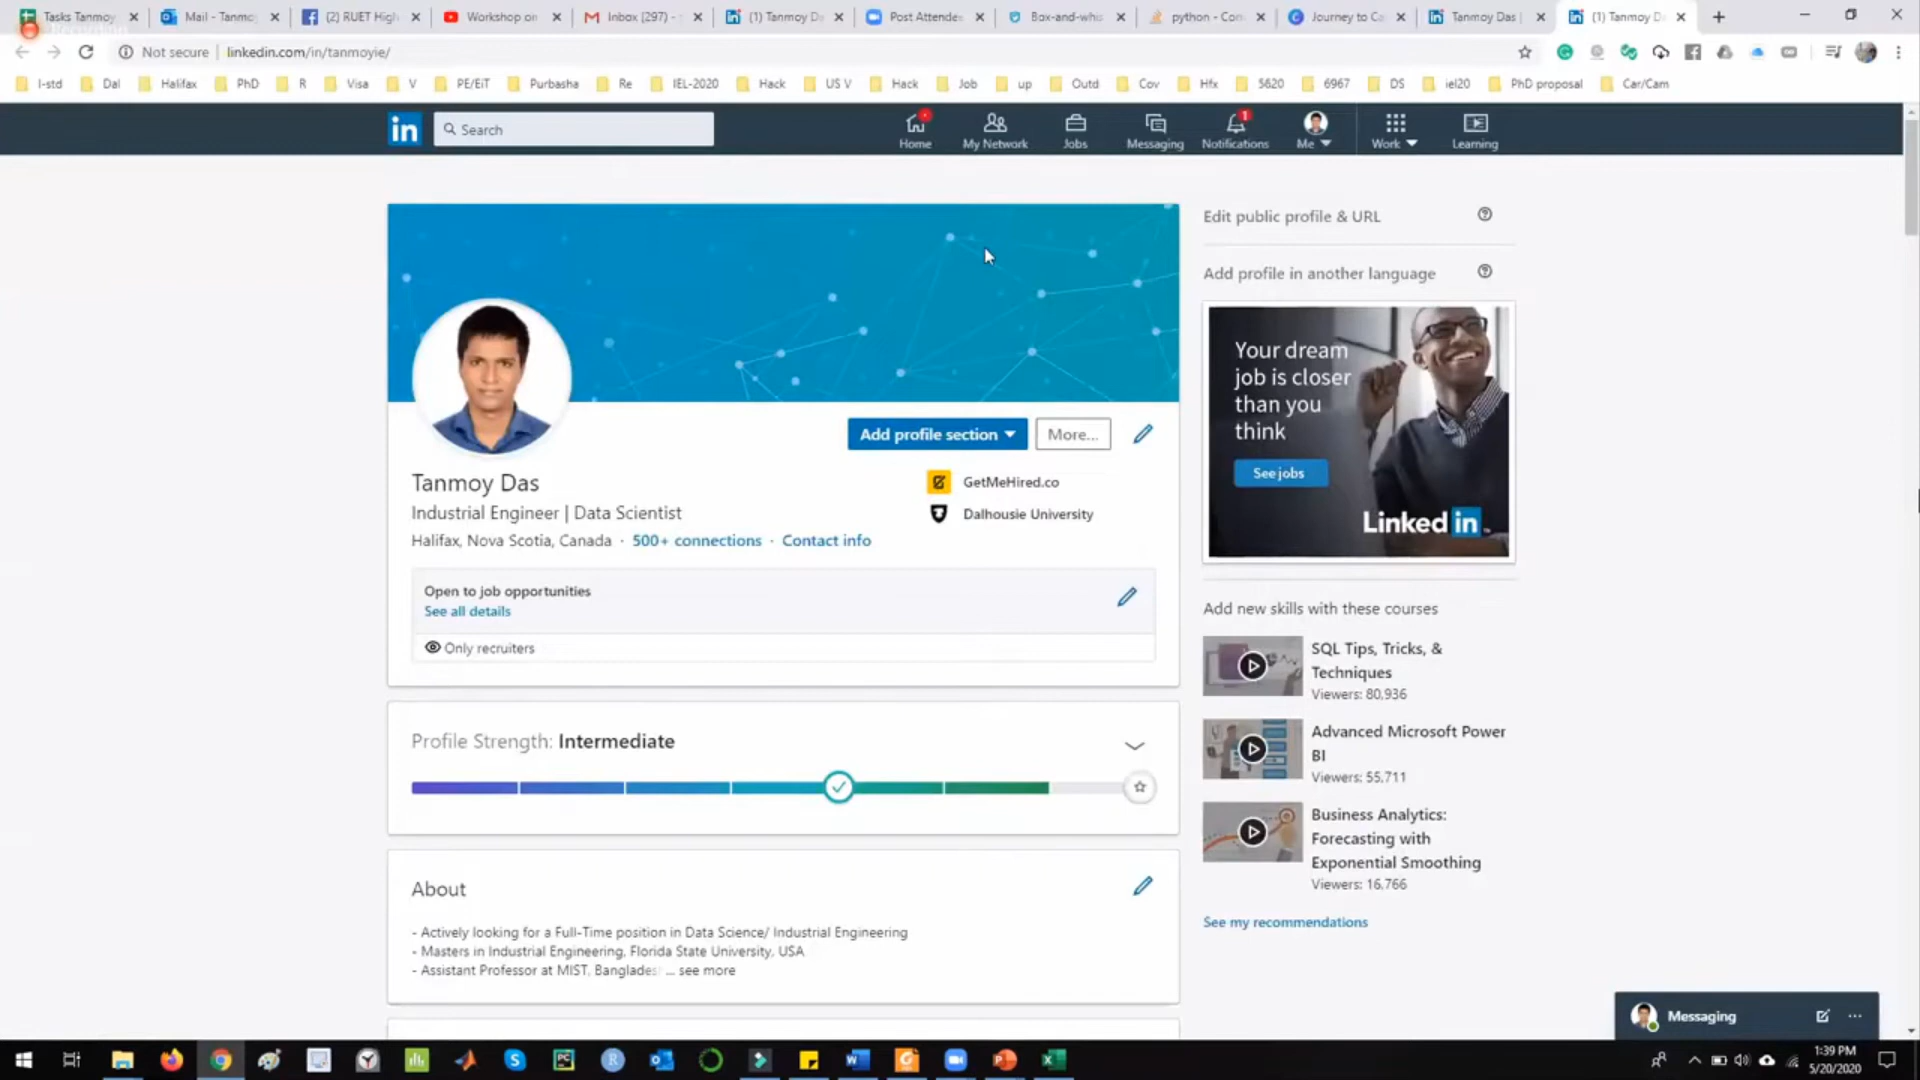 Tasks Tanmoy
Mail - Tanmo
(2) RUET High
Workshop on
Inbox (297) -
(1) Tanmoy Da
Post Attende
Box-and-whis
python - Con
Journey to Ca
Tanmoy Das |
(1) Tanmoy Da
Not secure
linkedin.com/in/tanmoyie/
I-std
Dal
Halifax
PhD
R
Visa
V
PE/EiT
Purbasha
Re
IEL-2020
Hack
US V
Hack
Job
up
Outd
Cov
Hfx
5620
6967
DS
iel20
PhD proposal
Car/Cam
in
Search
Home
My Network
Jobs
Messaging
1
Notifications
Me
Work
Learning
Edit public profile & URL
Add profile in another language
Your dream
job is closer
than you
think
See jobs
Linked in
Add profile section
More...
Tanmoy Das
Industrial Engineer | Data Scientist
Halifax, Nova Scotia, Canada · 500+ connections · Contact info
GetMeHired.co
Dalhousie University
Open to job opportunities
See all details
Only recruiters
Add new skills with these courses
SQL Tips, Tricks, &
Techniques
Viewers: 80,936
Advanced Microsoft Power
BI
Viewers: 55,711
Business Analytics:
Forecasting with
Exponential Smoothing
Viewers: 16,766
See my recommendations
Profile Strength: Intermediate
About
- Actively looking for a Full-Time position in Data Science/ Industrial Engineering
- Masters in Industrial Engineering, Florida State University, USA
- Assistant Professor at MIST, Banglades ... see more
Messaging
1:39 PM
5/20/2020